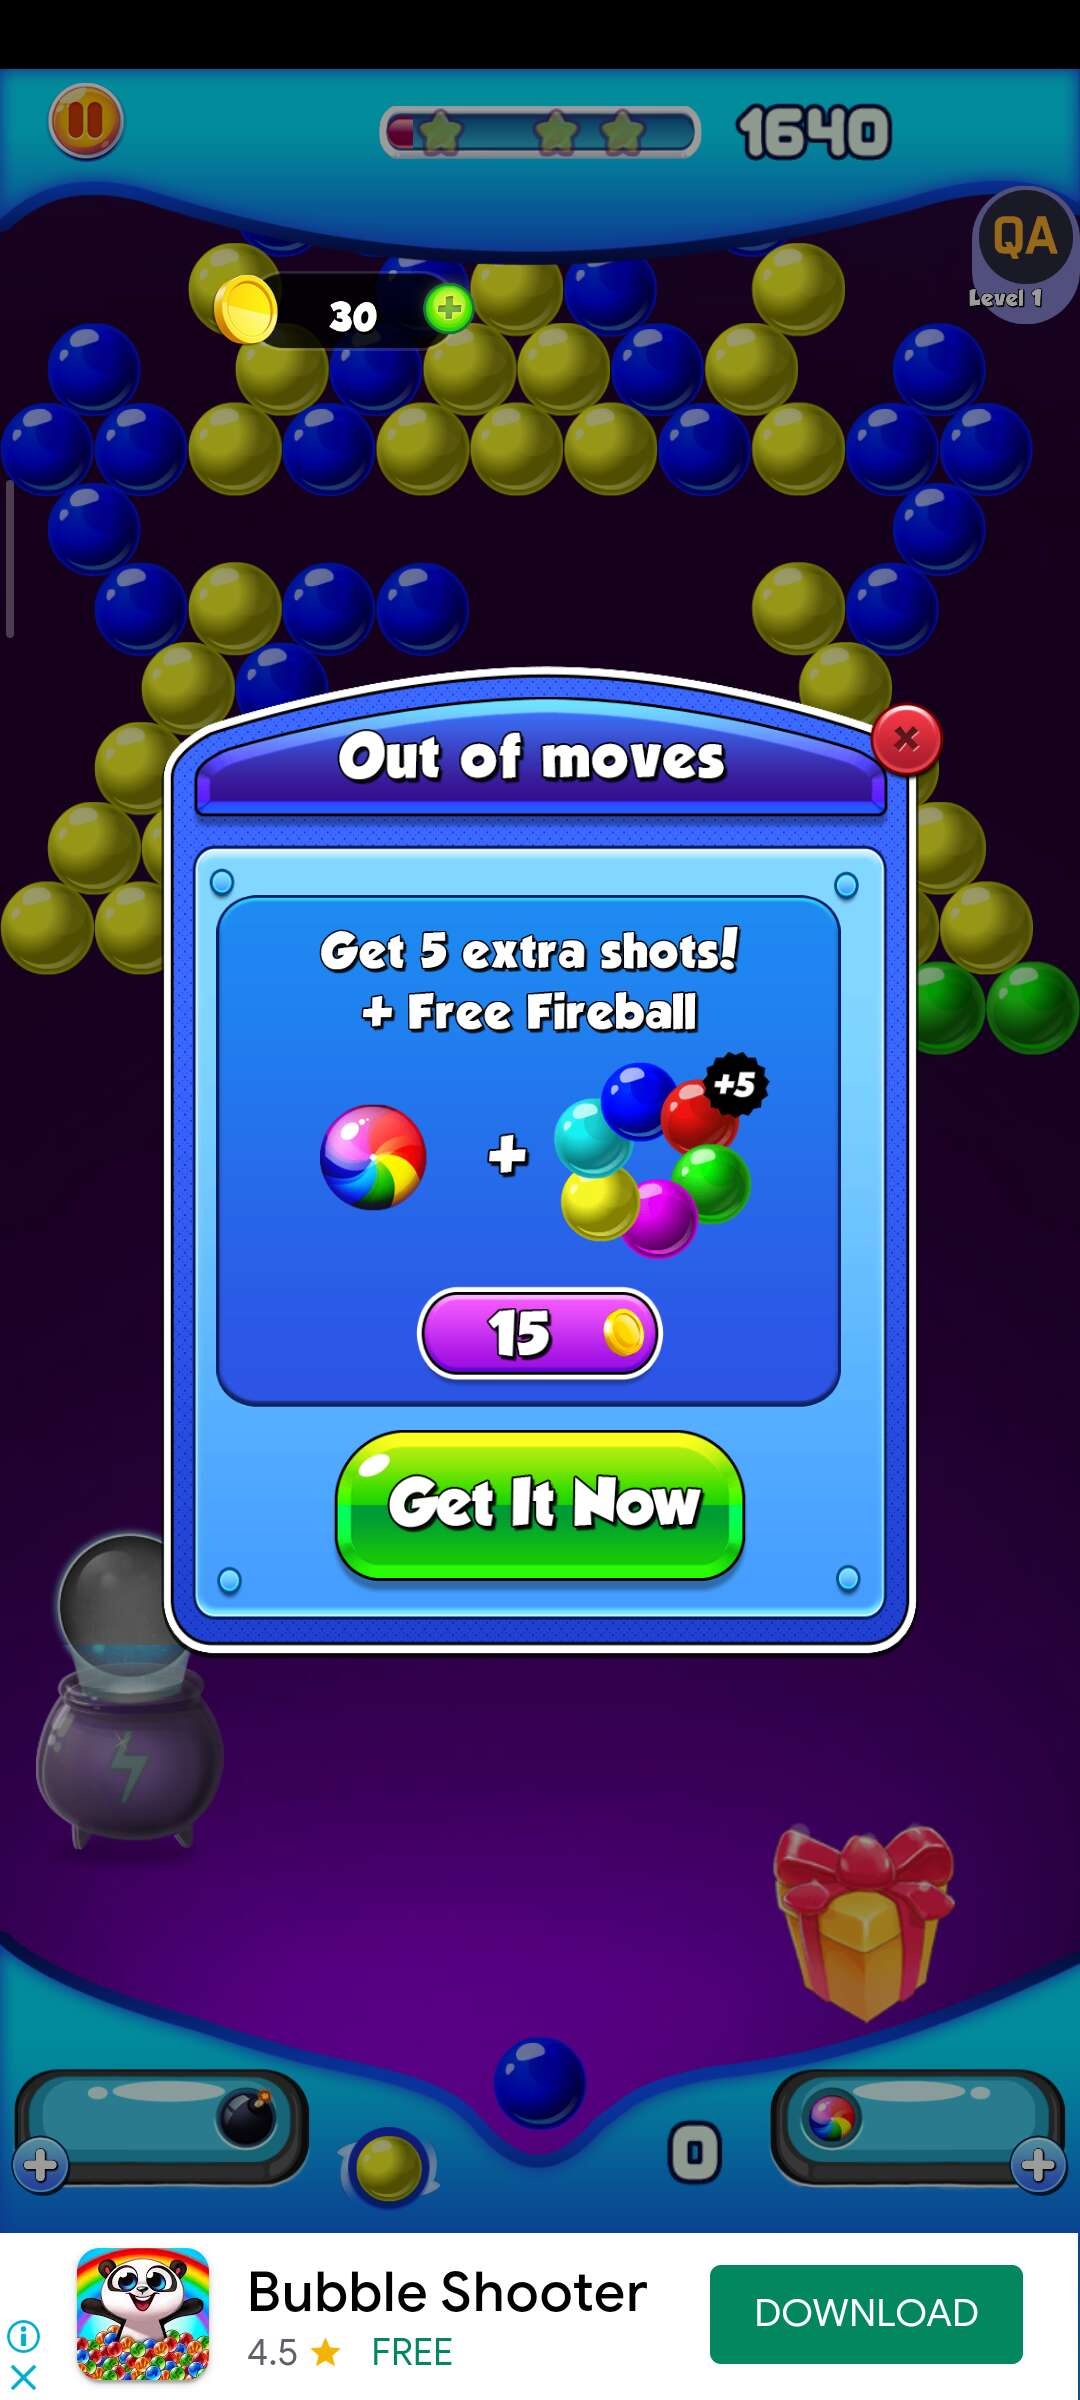 1640
QA
Level 1
30
Out of moves
Get 5 extra shots!
+ Free Fireball
+5
+
15
Get It Now
0
Bubble Shooter
4.5 ★ FREE
DOWNLOAD